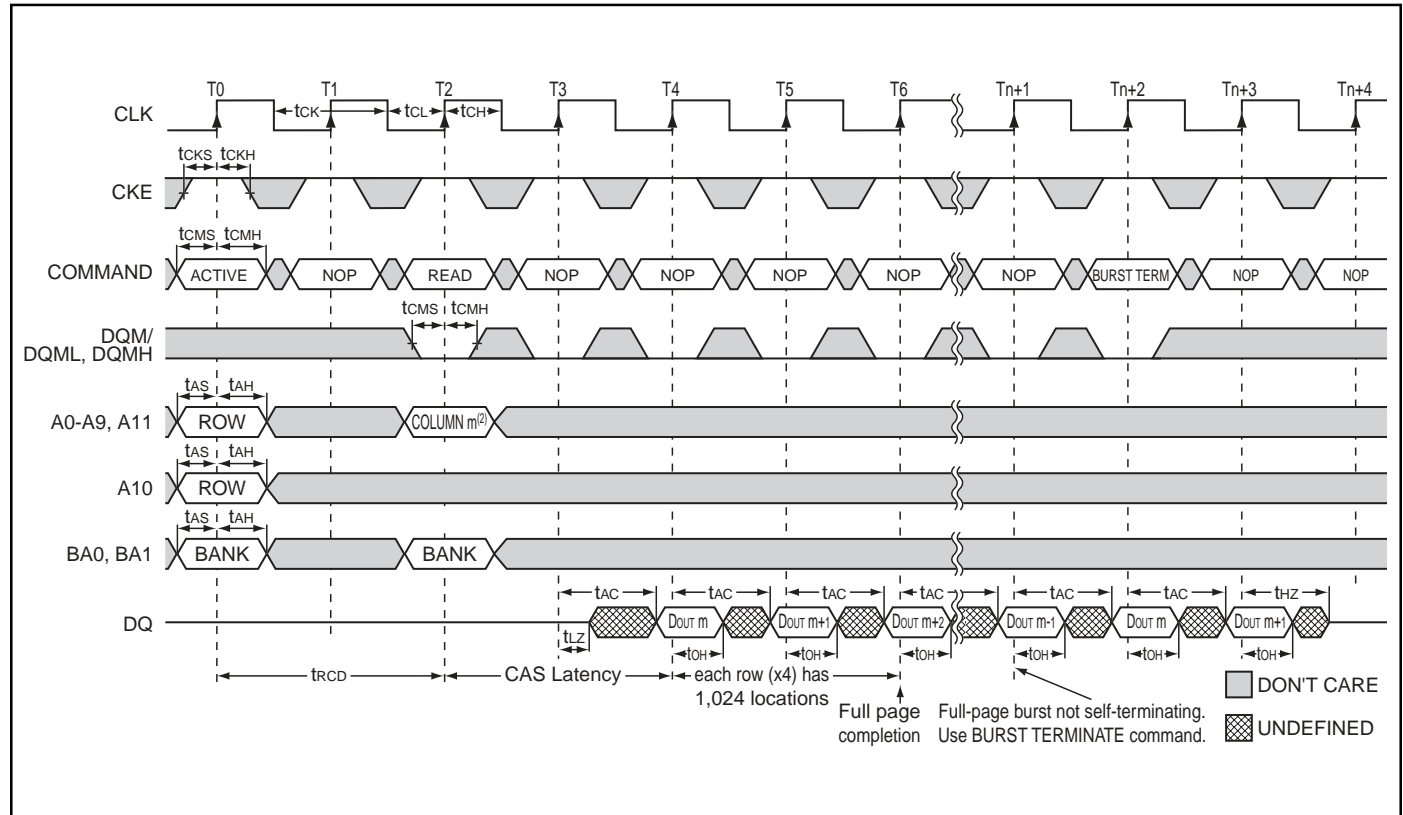 T0 T1 T2 T3 T4 T5 T6 Tn+1 Tn+2 Tn+3 Tn+4
CLK tCK tCL tCH
tCKS tCKH
CKE
tCMS tCMH
COMMAND ACTIVE NOP READ NOP NOP NOP NOP NOP BURST TERM NOP NOP
tCMS tCMH
DQM/
DQML, DQMH
tAS tAH
A0-A9, A11 ROW COLUMN m(2)
tAS tAH
A10 ROW
tAS tAH
BA0, BA1 BANK BANK
tAC tAC tAC tAC tAC tAC tHZ
DQ DOUT m DOUT m+1 DOUT m+2 DOUT m-1 DOUT m DOUT m+1
tLZ tOH tOH tOH tOH tOH tOH
tRCD CAS Latency each row (x4) has
1,024 locations
Full page
completion
Full-page burst not self-terminating.
Use BURST TERMINATE command.
DON'T CARE
UNDEFINED